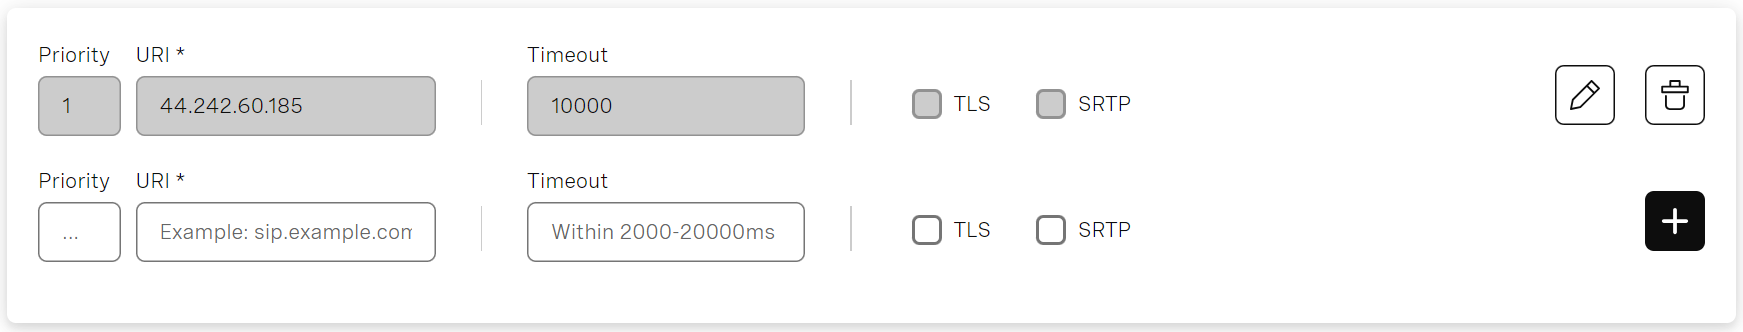 Priority URI * Timeout
1 44.242.60.185 10000 TLS SRTP
Priority URI * Timeout
... Example: sip.example.com Within 2000-20000ms TLS SRTP